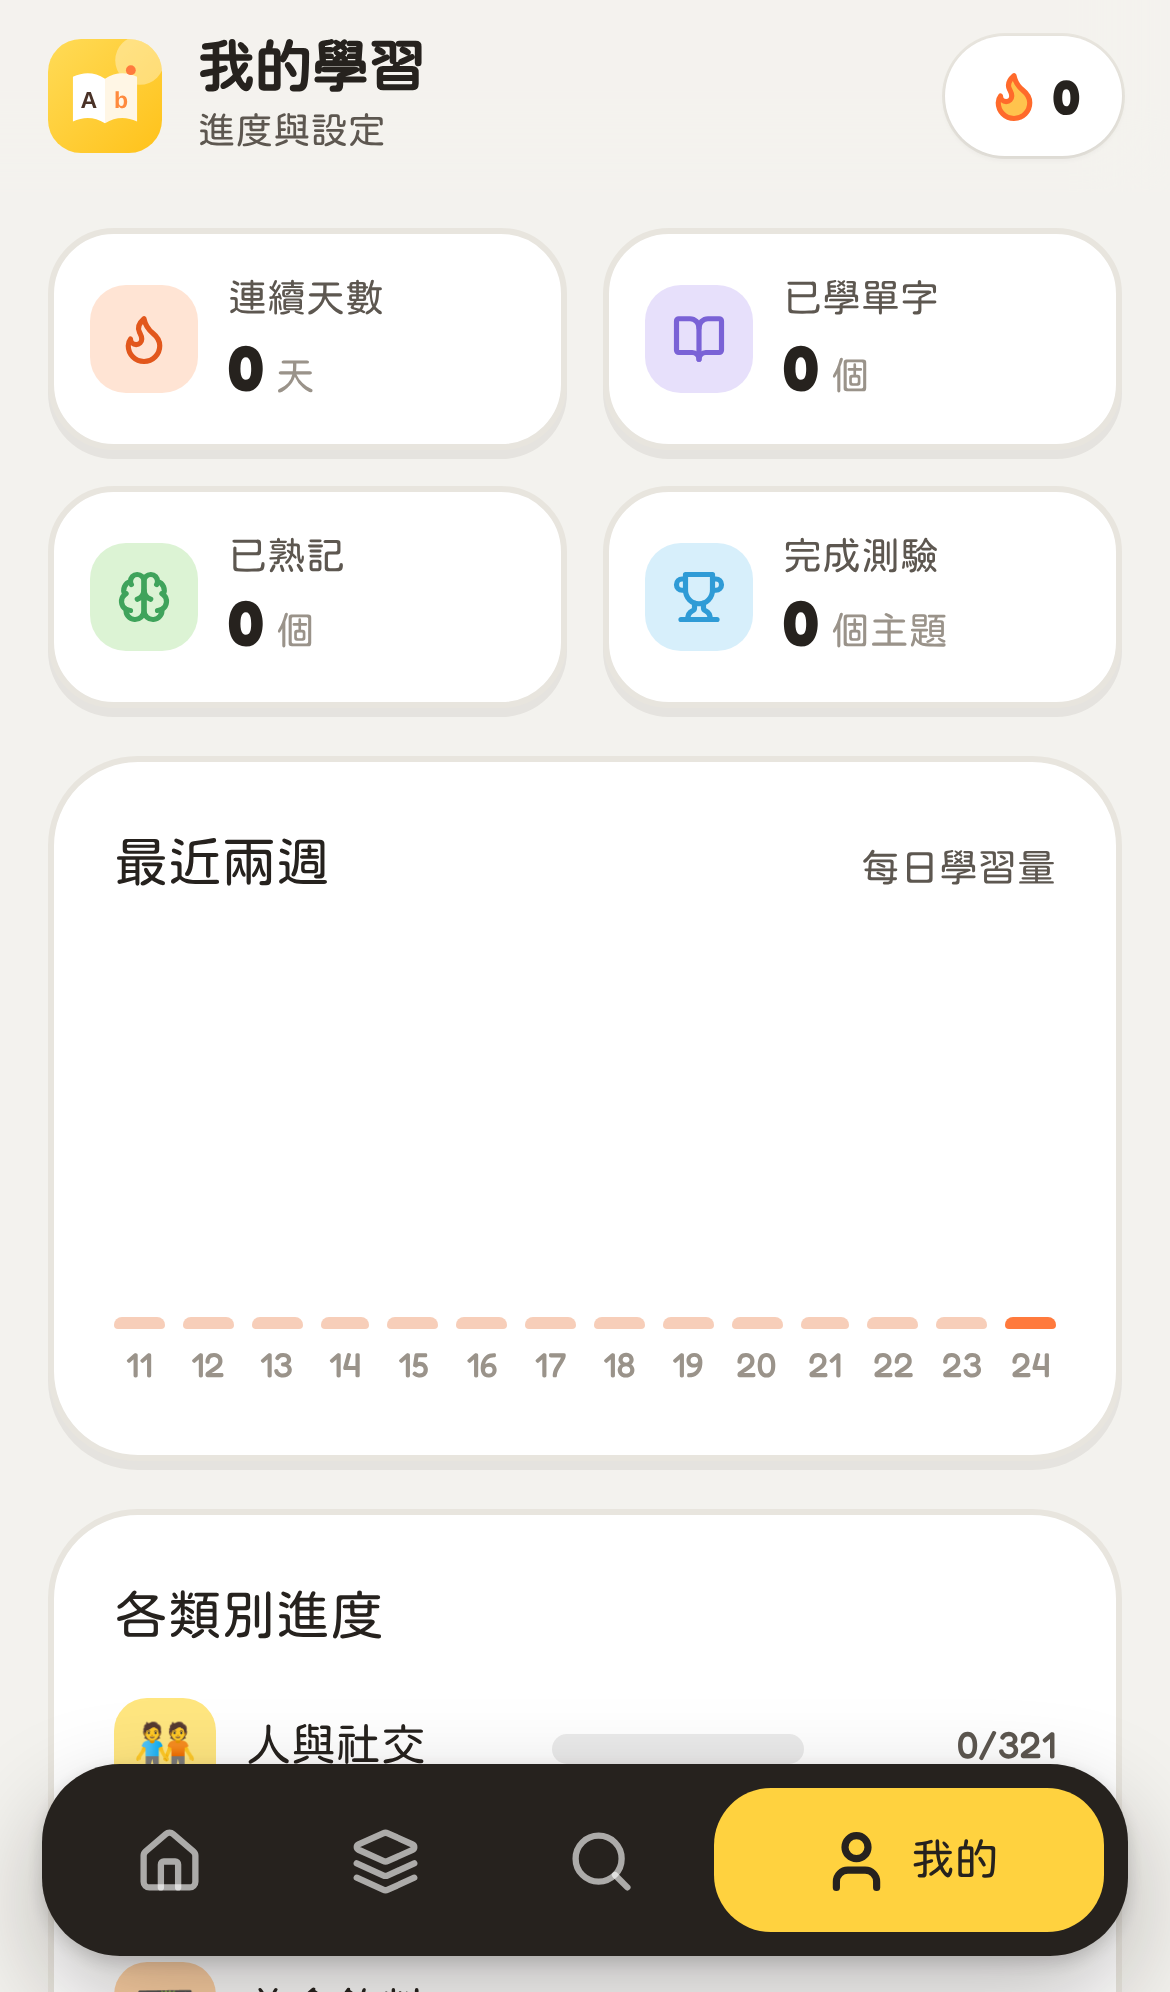 A b
我的學習
進度與設定
0
連續天數
0 天
已學單字
0 個
已熟記
0 個
完成測驗
0 個主題
最近兩週
每日學習量
11 12 13 14 15 16 17 18 19 20 21 22 23 24
各類別進度
人與社交
0/321
我的